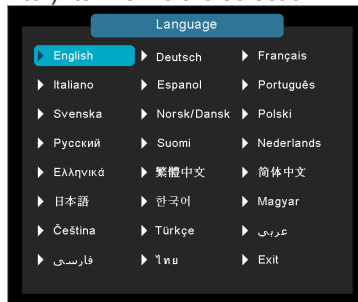 Language
English Deutsch Français
Italiano Espanol Português
Svenska Norsk/Dansk Polski
Русский Suomi Nederlands
Ελληνικά 繁體中文 简体中文
日本語 한국어 Magyar
Čeština Türkçe عربي
فارسی ไทย Exit